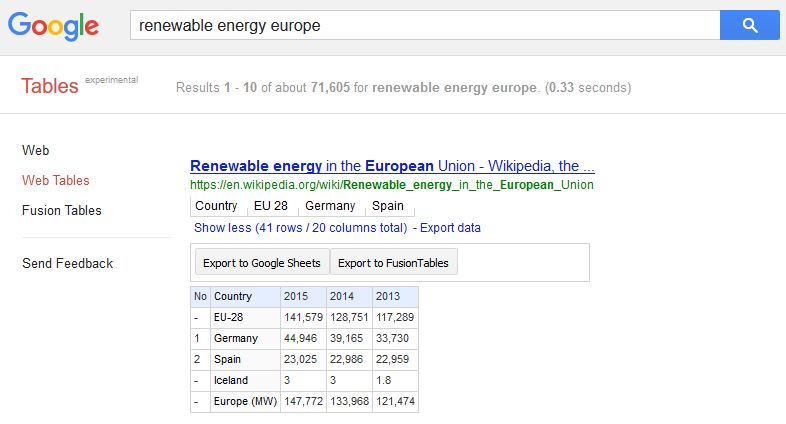 Google
renewable energy europe
Tables experimental
Results 1 - 10 of about 71,605 for renewable energy europe. (0.33 seconds)
Web
Web Tables
Fusion Tables
Send Feedback
Renewable energy in the European Union - Wikipedia, the ...
https://en.wikipedia.org/wiki/Renewable_energy_in_the_European_Union
Country EU 28 Germany Spain
Show less (41 rows / 20 columns total) - Export data
Export to Google Sheets Export to FusionTables
No Country 2015 2014 2013
- EU-28 141,579 128,751 117,289
1 Germany 44,946 39,165 33,730
2 Spain 23,025 22,986 22,959
- Iceland 3 3 1.8
- Europe (MW) 147,772 133,968 121,474